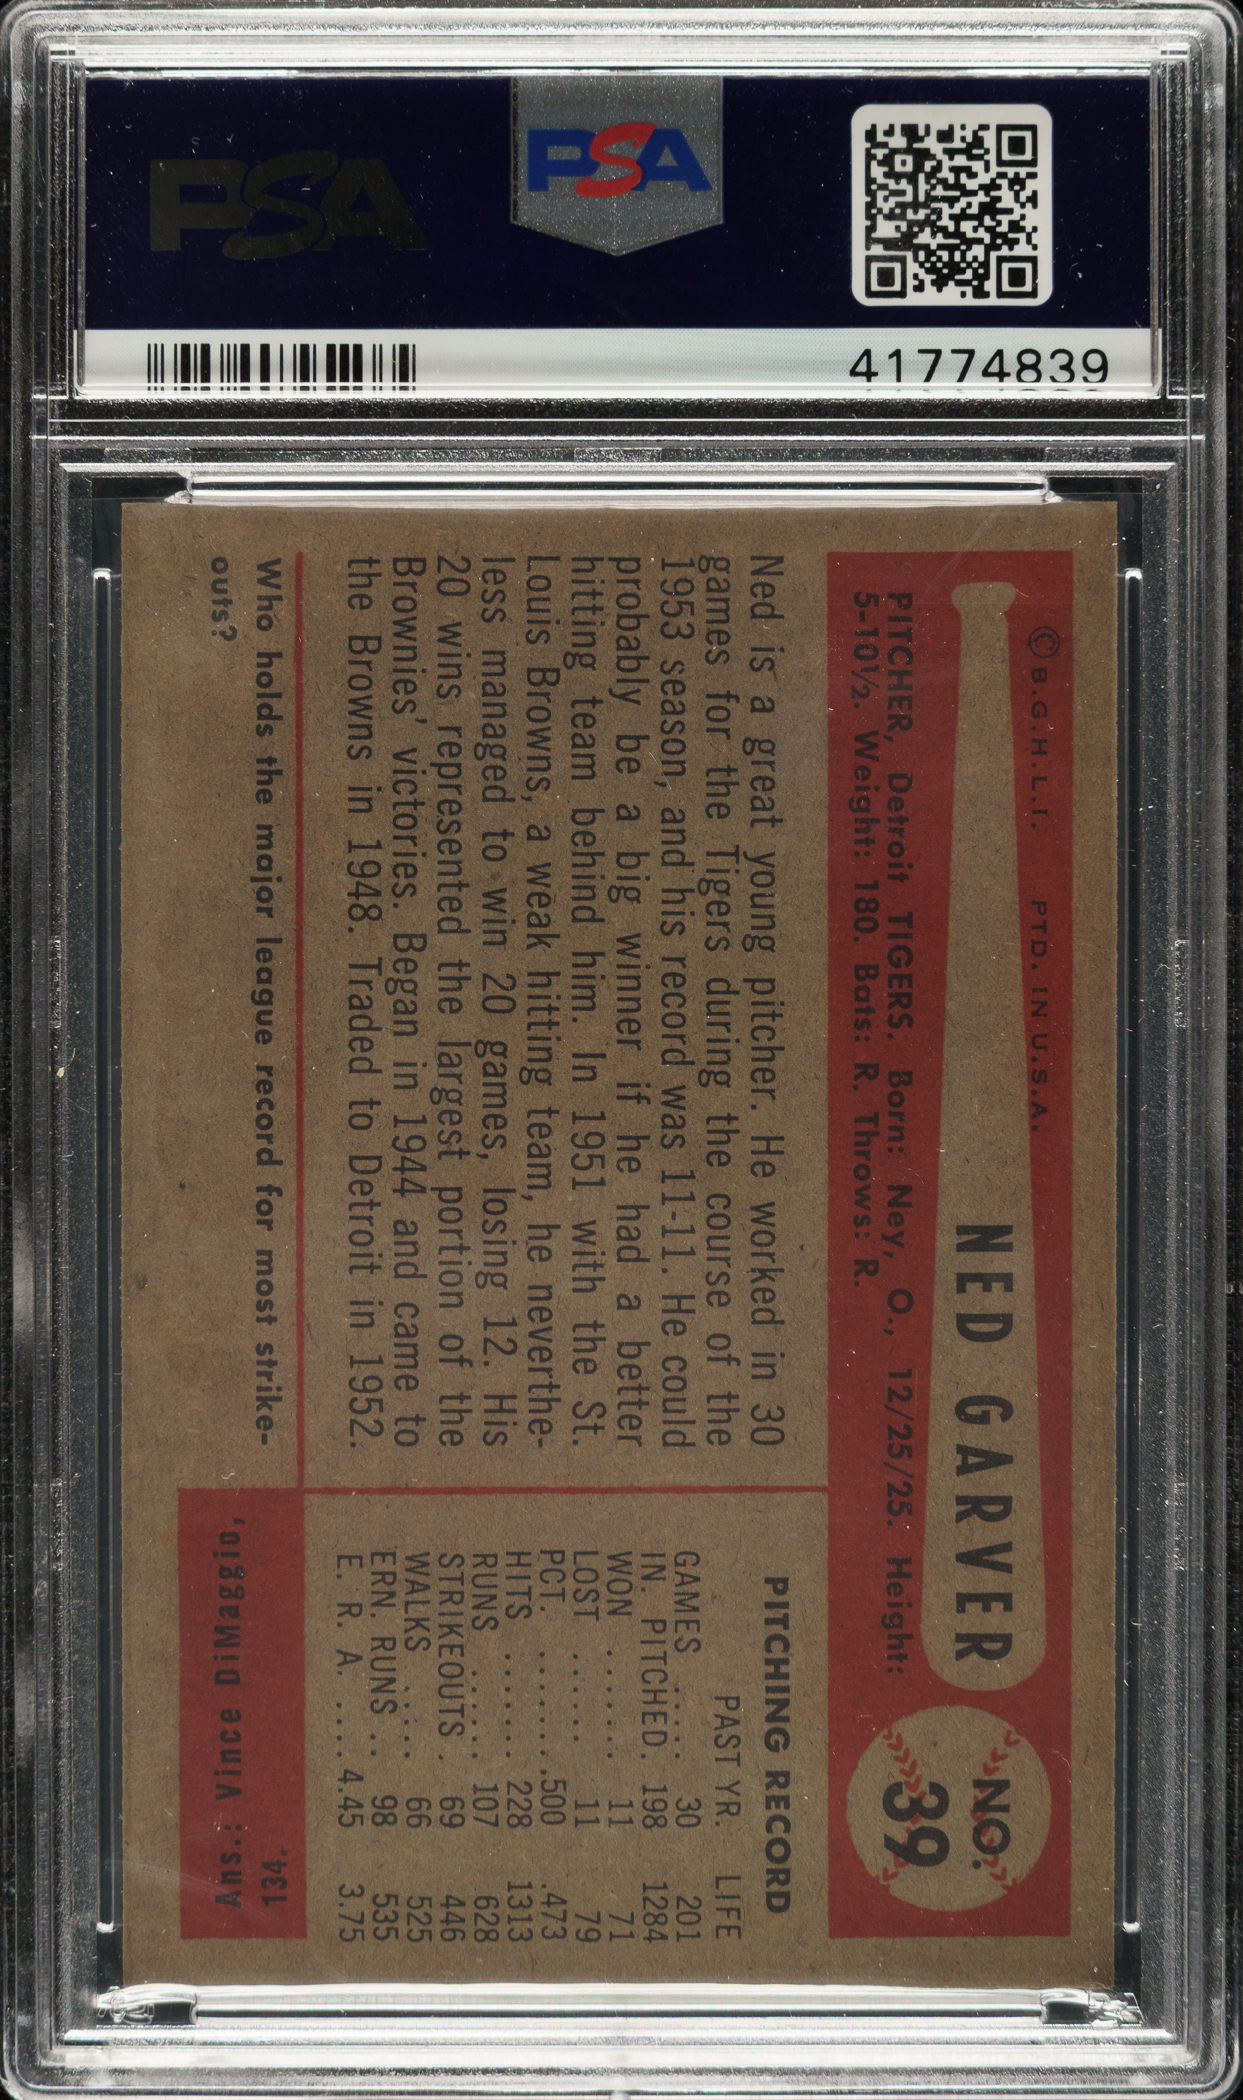 PSA
PSA
41774839
© B.G.H.L.I. PTD. IN U.S.A.
NED GARVER
NO.
39
PITCHER, Detroit TIGERS. Born: Ney, O., 12/25/25. Height:
5-10½. Weight: 180. Bats: R. Throws: R.
Ned is a great young pitcher. He worked in 30
games for the Tigers during the course of the
1953 season, and his record was 11-11. He could
probably be a big winner if he had a better
hitting team behind him. In 1951 with the St.
Louis Browns, a weak hitting team, he neverthe-
less managed to win 20 games, losing 12. His
20 wins represented the largest portion of the
Brownies' victories. Began in 1944 and came to
the Browns in 1948. Traded to Detroit in 1952.
PITCHING RECORD
PAST YR. LIFE
GAMES ..... 30 201
IN. PITCHED. 198 1284
WON ....... 11 71
LOST ...... 11 79
PCT. ....... .500 .473
HITS ....... 228 1313
RUNS ...... 107 628
STRIKEOUTS . 69 446
WALKS ..... 66 525
ERN. RUNS .. 98 535
E. R. A. .... 4.45 3.75
Who holds the major league record for most strike-
outs?
Ans.: Vince DiMaggio,
134.